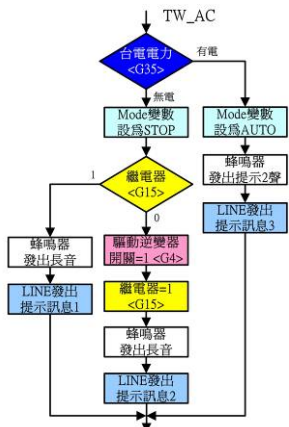 TW_AC
台電電力
<G35>
有電
無電
Mode變數
設爲STOP
Mode變數
設爲AUTO
蜂鳴器
發出提示2聲
LINE發出
提示訊息3
1
繼電器
<G15>
0
蜂鳴器
發出長音
LINE發出
提示訊息1
驅動逆變器
開關=1 <G4>
繼電器=1
<G15>
蜂鳴器
發出長音
LINE發出
提示訊息2